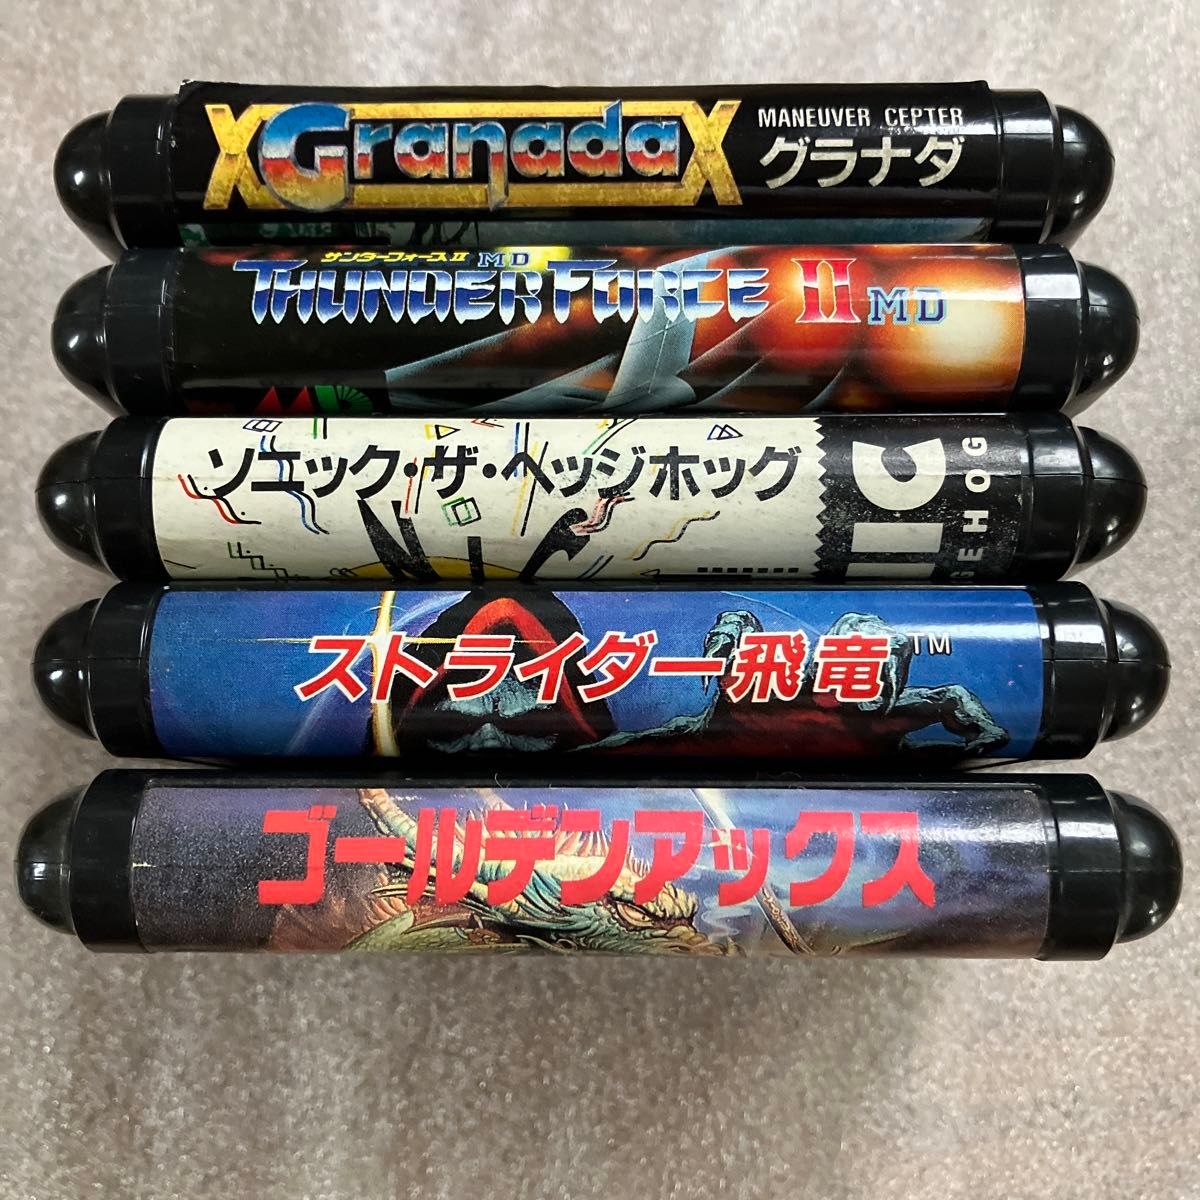 XGranadaX
MANEUVER CEPTER
グラナダ
サンダーフォースII MD
THUNDER FORCE II MD
ソニック・ザ・ヘッジホッグ
ストライダー飛竜™
ゴールデンアックス